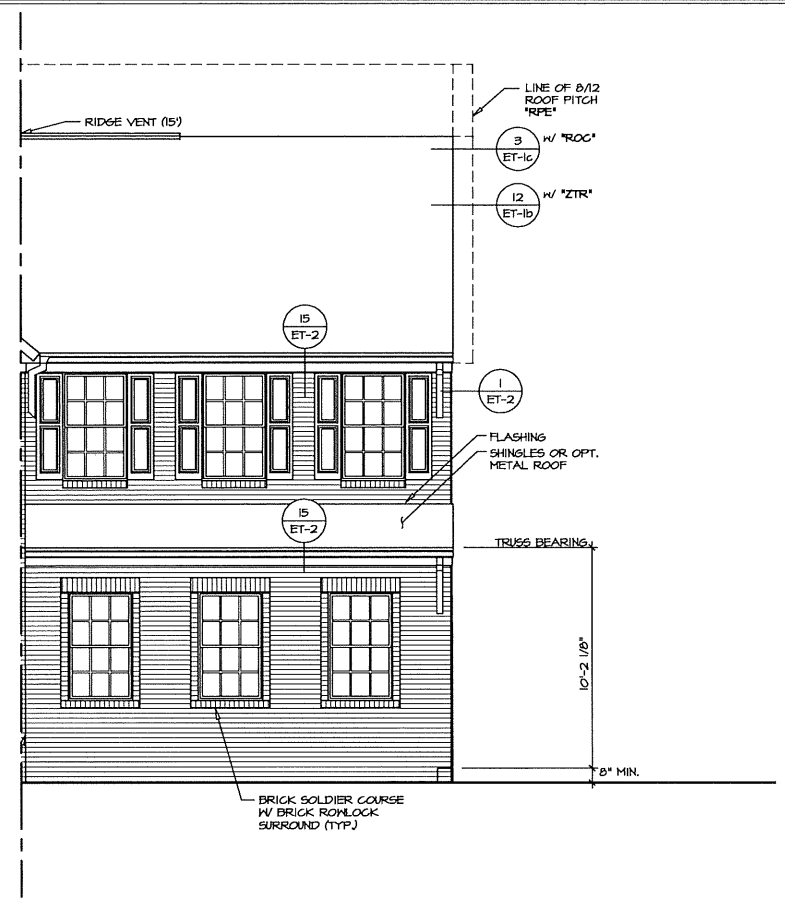 LINE OF 8/12
ROOF PITCH
"RPE"
RIDGE VENT (15')
3
ET-1c
W/ "ROC"
12
ET-1b
W/ "ZTR"
15
ET-2
1
ET-2
FLASHING
SHINGLES OR OPT.
METAL ROOF
15
ET-2
TRUSS BEARING
10'-2 1/8"
8" MIN.
BRICK SOLDIER COURSE
W/ BRICK ROWLOCK
SURROUND (TYP.)